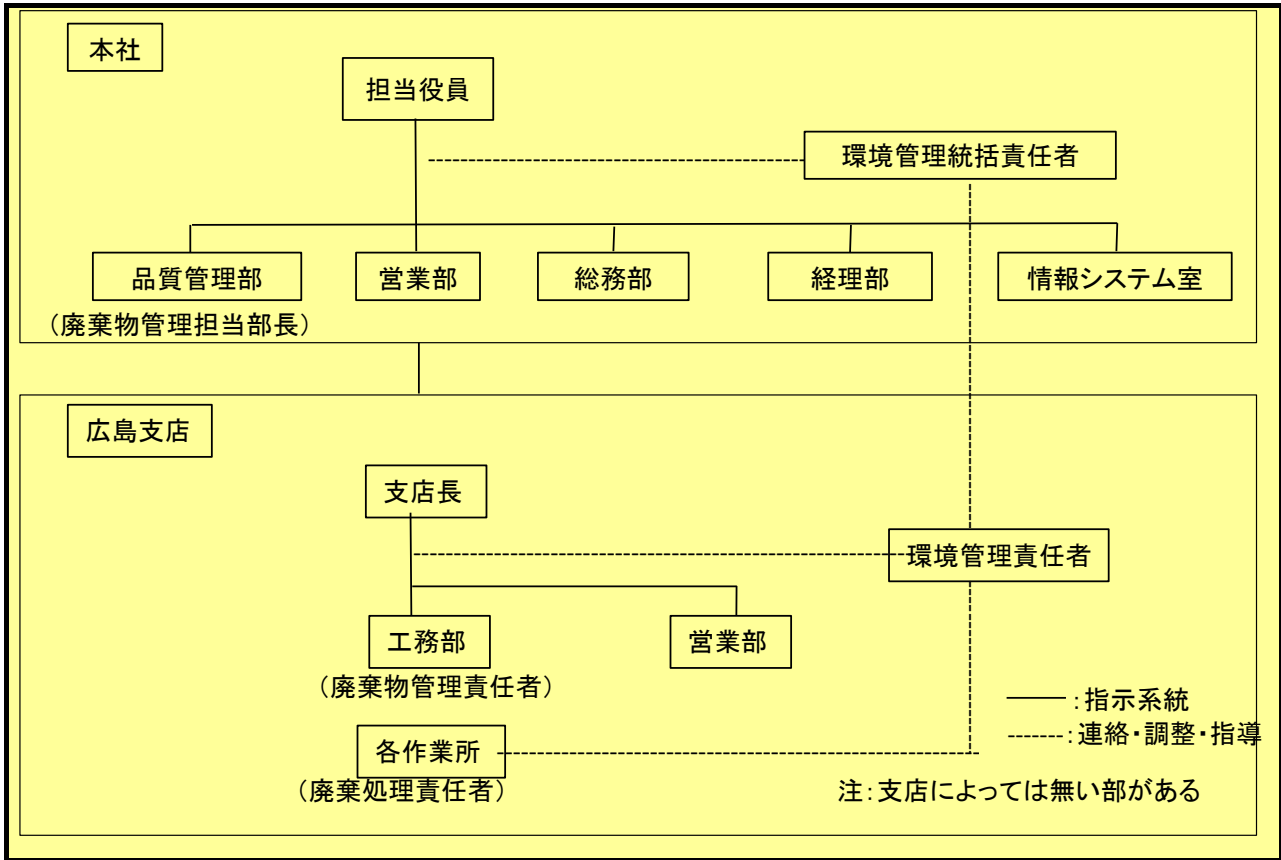 本社
担当役員
環境管理統括責任者
品質管理部
営業部
総務部
経理部
情報システム室
（廃棄物管理担当部長）
広島支店
支店長
環境管理責任者
工務部
営業部
（廃棄物管理責任者）
：指示系統
：連絡・調整・指導
各作業所
（廃棄処理責任者）
注：支店によっては無い部がある